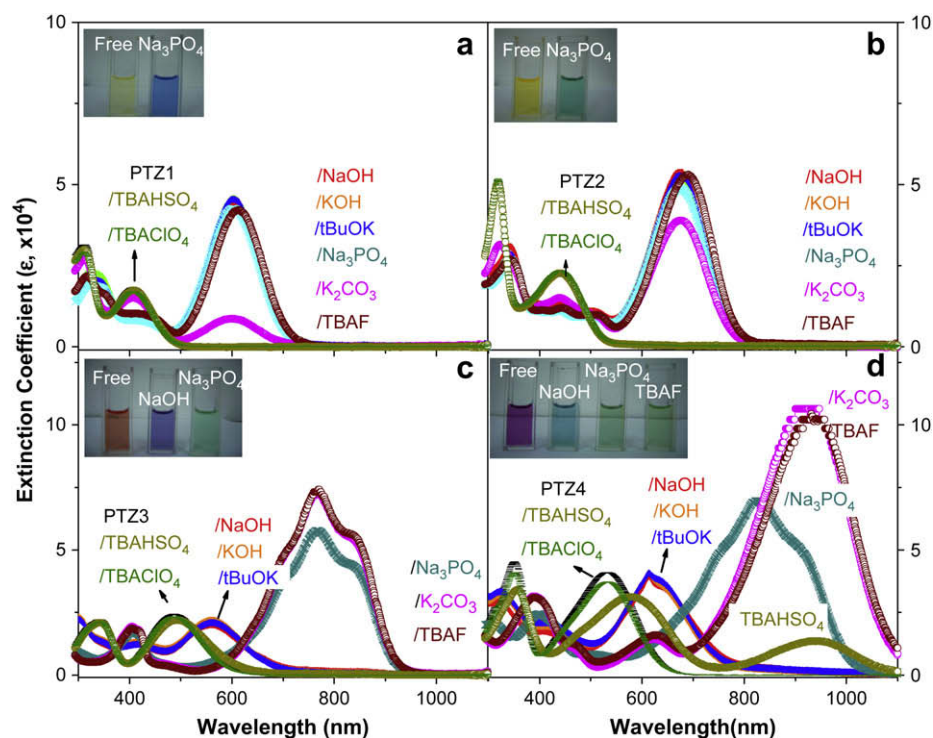 10
5
0
Extinction Coefficient (ε, x10⁴)
Free Na₃PO₄
a
PTZ1
/TBAHSO₄
/TBAClO₄
/NaOH
/KOH
/tBuOK
/Na₃PO₄
/K₂CO₃
/TBAF
Free Na₃PO₄
b
PTZ2
/TBAHSO₄
/TBAClO₄
/NaOH
/KOH
/tBuOK
/Na₃PO₄
/K₂CO₃
/TBAF
10
5
0
10
5
0
Free Na₃PO₄
NaOH
c
PTZ3
/TBAHSO₄
/TBAClO₄
/NaOH
/KOH
/tBuOK
/Na₃PO₄
/K₂CO₃
/TBAF
400 600 800 1000
Wavelength (nm)
Free Na₃PO₄
NaOH TBAF
d
/K₂CO₃
TBAF
PTZ4
/TBAHSO₄
/TBAClO₄
/NaOH
/KOH
/tBuOK
/Na₃PO₄
TBAHSO₄
10
5
0
400 600 800 1000
Wavelength(nm)